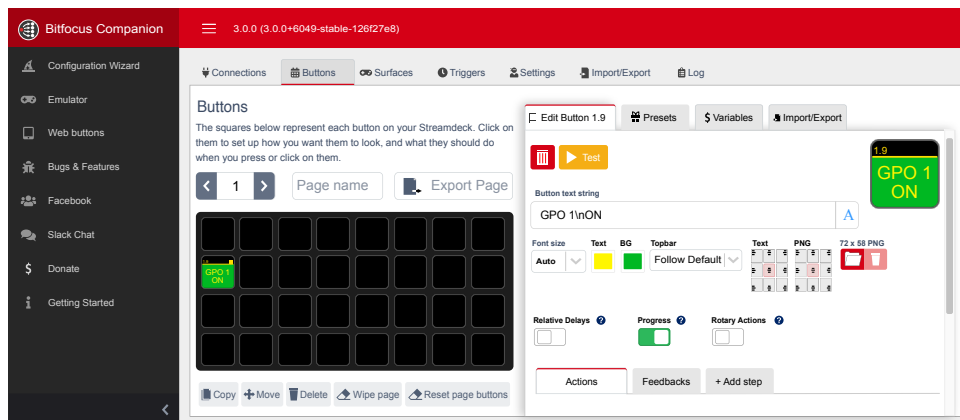 Bitfocus Companion
3.0.0 (3.0.0+6049-stable-126f27e8)
Configuration Wizard
Emulator
Web buttons
Bugs & Features
Facebook
Slack Chat
Donate
Getting Started
Connections Buttons Surfaces Triggers Settings Import/Export Log
Buttons
The squares below represent each button on your Streamdeck. Click on
them to set up how you want them to look, and what they should do
when you press or click on them.
1 Page name Export Page
1.9
GPO 1
ON
Copy Move Delete Wipe page Reset page buttons
Edit Button 1.9 Presets $ Variables Import/Export
Test
1.9
GPO 1
ON
Button text string
GPO 1\nON A
Font size Text BG Topbar Text PNG 72 x 58 PNG
Auto Follow Default
Relative Delays ? Progress ? Rotary Actions ?
Actions Feedbacks + Add step